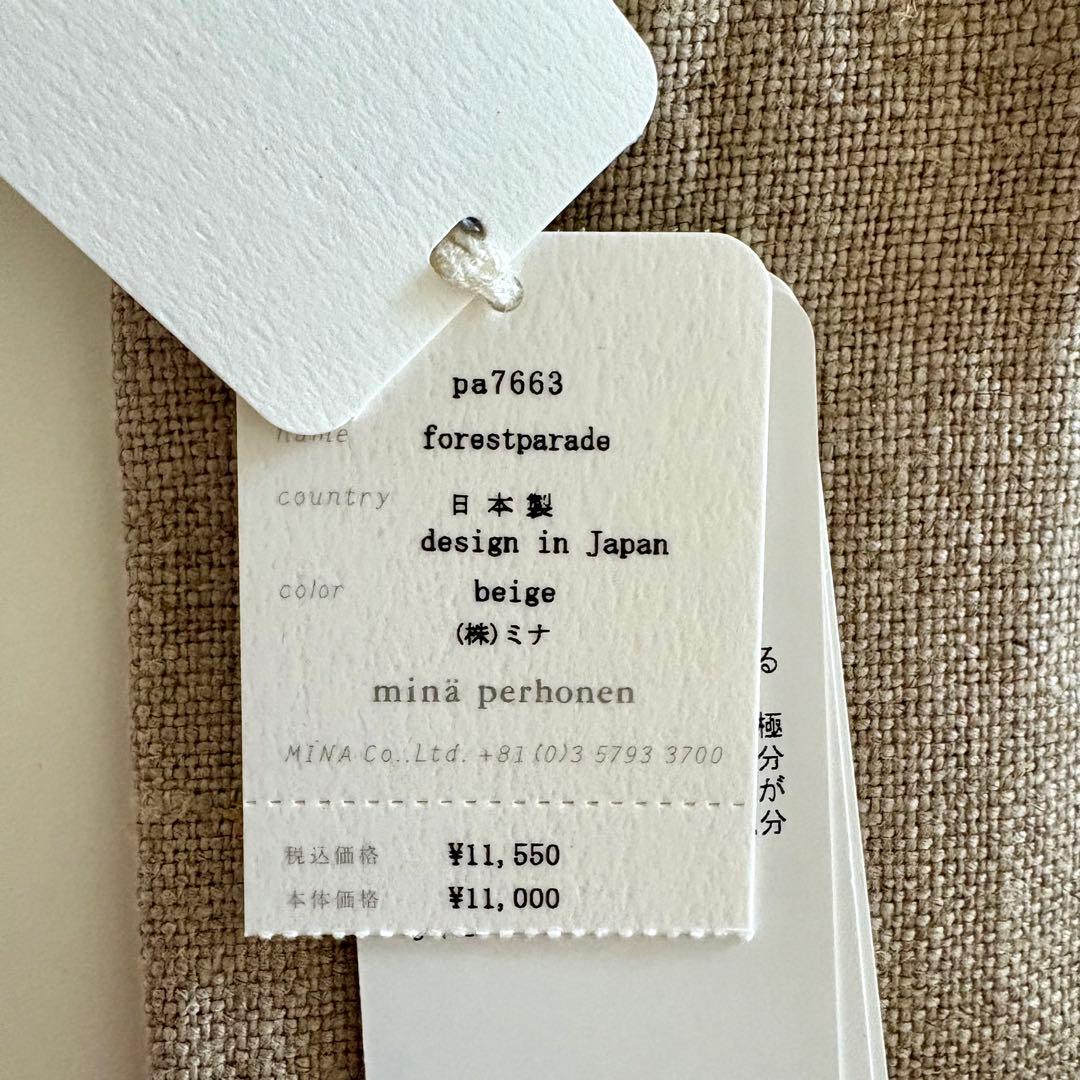 pa7663
name forestparade
country 日本製
design in Japan
color beige
(株)ミナ
minä perhonen
MINA Co.,Ltd. +81(0)3 5793 3700
税込価格 ¥11,550
本体価格 ¥11,000
る
極
分
が
分